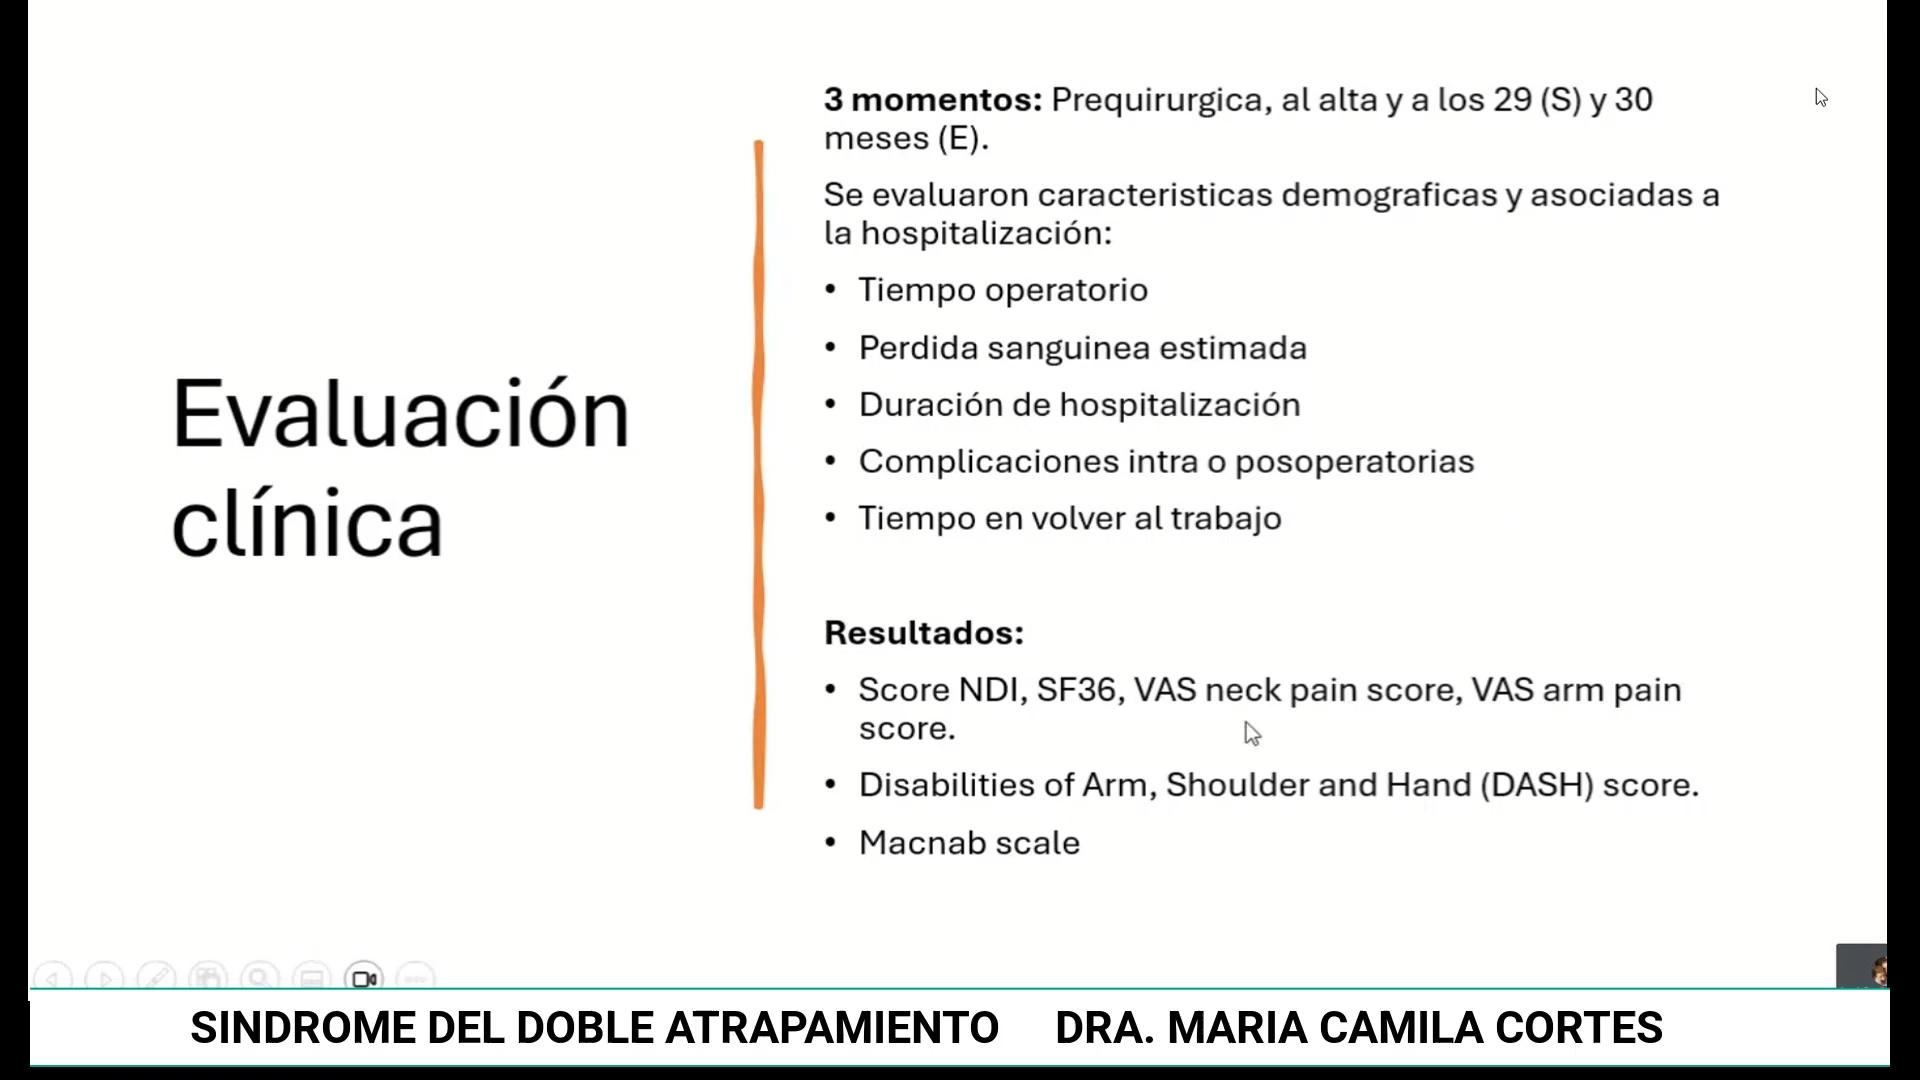 Evaluación
clínica
3 momentos: Prequirurgica, al alta y a los 29 (S) y 30
meses (E).
Se evaluaron caracteristicas demograficas y asociadas a
la hospitalización:
• Tiempo operatorio
• Perdida sanguinea estimada
• Duración de hospitalización
• Complicaciones intra o posoperatorias
• Tiempo en volver al trabajo
Resultados:
• Score NDI, SF36, VAS neck pain score, VAS arm pain
score.
• Disabilities of Arm, Shoulder and Hand (DASH) score.
• Macnab scale
SINDROME DEL DOBLE ATRAPAMIENTO DRA. MARIA CAMILA CORTES